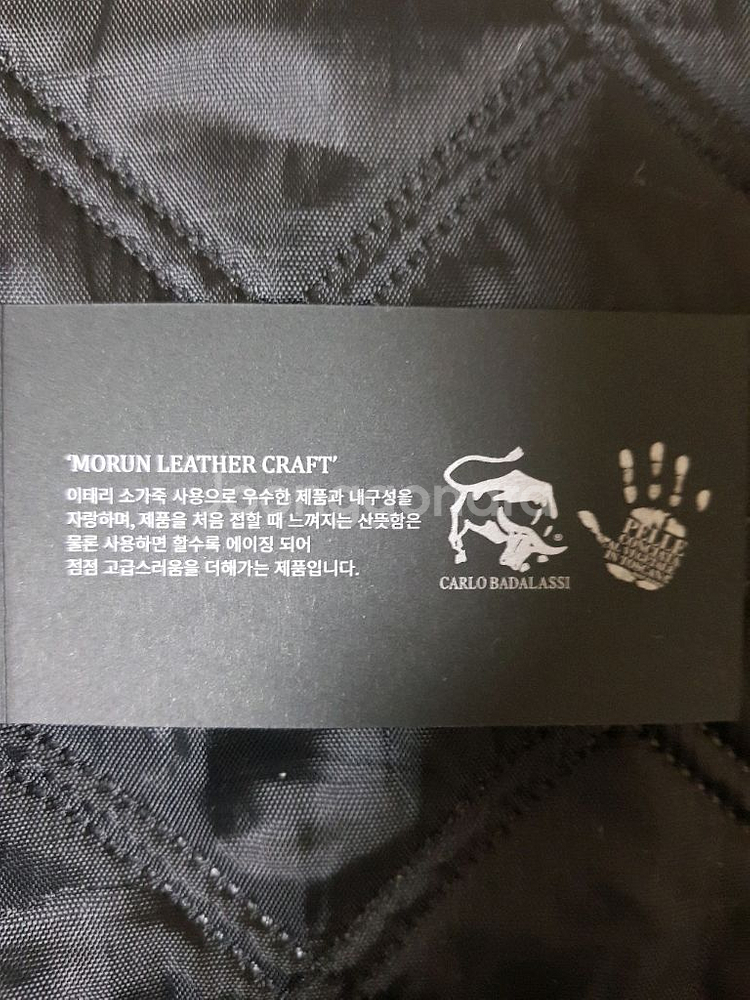 'MORUN LEATHER CRAFT'
이태리 소가죽 사용으로 우수한 제품과 내구성을
자랑하며, 제품을 처음 접할 때 느껴지는 산뜻함은
물론 사용하면 할수록 에이징 되어
점점 고급스러움을 더해가는 제품입니다.
CARLO BADALASSI
PELLE